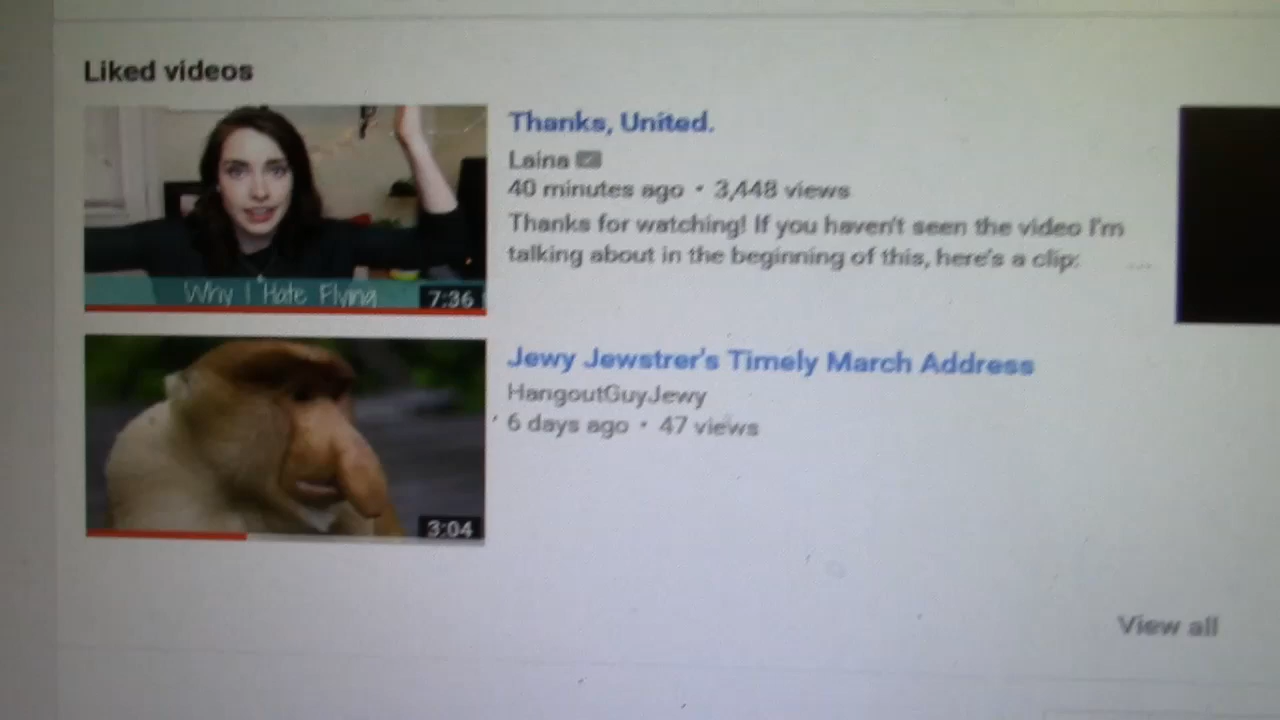 Liked videos
Thanks, United.
Laina
40 minutes ago • 3,448 views
Thanks for watching! If you haven't seen the video I'm
talking about in the beginning of this, here's a clip:
Why I Hate Flying
7:36
Jewy Jewstrer's Timely March Address
HangoutGuyJewy
6 days ago • 47 views
3:04
View all